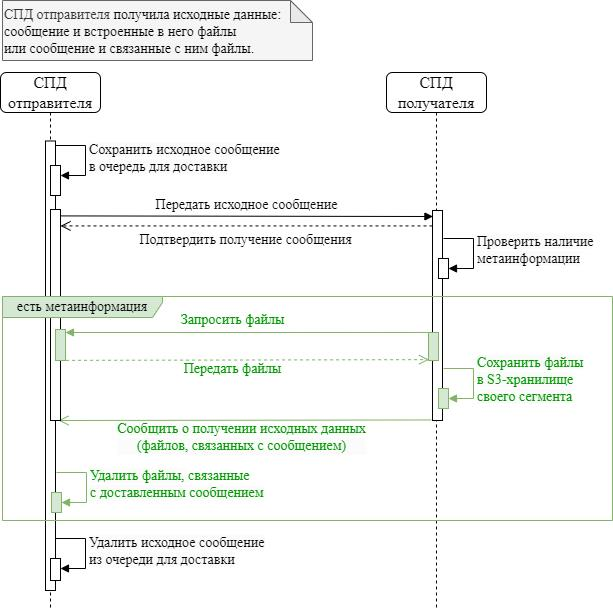 СПД отправителя получила исходные данные:
сообщение и встроенные в него файлы
или сообщение и связанные с ним файлы.
СПД
отправителя
СПД
получателя
Сохранить исходное сообщение
в очередь для доставки
Передать исходное сообщение
Подтвердить получение сообщения
Проверить наличие
метаинформации
есть метаинформация
Запросить файлы
Передать файлы
Сохранить файлы
в S3-хранилище
своего сегмента
Сообщить о получении исходных данных
(файлов, связанных с сообщением)
Удалить файлы, связанные
с доставленным сообщением
Удалить исходное сообщение
из очереди для доставки